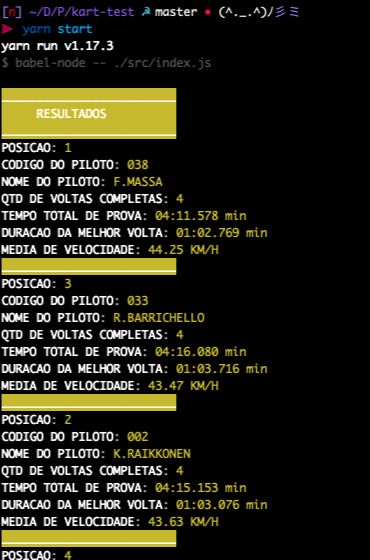 [n] ~/D/P/kart-test master • (^._.^)ﾉ彡ミ
yarn start
yarn run v1.17.3
$ babel-node -- ./src/index.js
RESULTADOS
POSICAO: 1
CODIGO DO PILOTO: 038
NOME DO PILOTO: F.MASSA
QTD DE VOLTAS COMPLETAS: 4
TEMPO TOTAL DE PROVA: 04:11.578 min
DURACAO DA MELHOR VOLTA: 01:02.769 min
MEDIA DE VELOCIDADE: 44.25 KM/H
POSICAO: 3
CODIGO DO PILOTO: 033
NOME DO PILOTO: R.BARRICHELLO
QTD DE VOLTAS COMPLETAS: 4
TEMPO TOTAL DE PROVA: 04:16.080 min
DURACAO DA MELHOR VOLTA: 01:03.716 min
MEDIA DE VELOCIDADE: 43.47 KM/H
POSICAO: 2
CODIGO DO PILOTO: 002
NOME DO PILOTO: K.RAIKKONEN
QTD DE VOLTAS COMPLETAS: 4
TEMPO TOTAL DE PROVA: 04:15.153 min
DURACAO DA MELHOR VOLTA: 01:03.076 min
MEDIA DE VELOCIDADE: 43.63 KM/H
POSICAO: 4